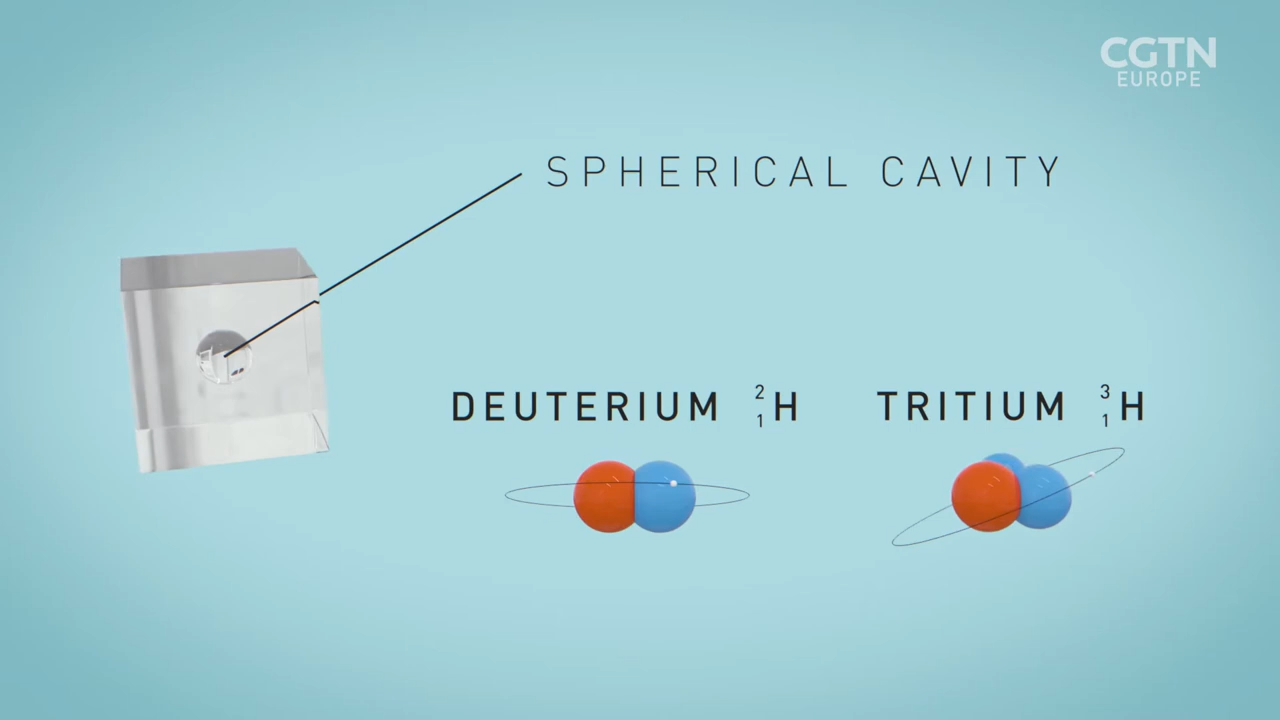 CGTN
EUROPE
SPHERICAL CAVITY
DEUTERIUM ²₁H
TRITIUM ³₁H